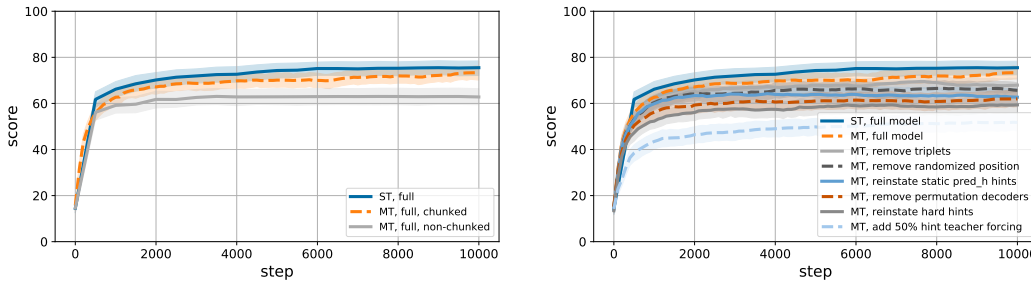 100
80
60
40
20
0
score
0
2000
4000
6000
8000
10000
step
ST, full
MT, full, chunked
MT, full, non-chunked
100
80
60
40
20
0
score
0
2000
4000
6000
8000
10000
step
ST, full model
MT, full model
MT, remove triplets
MT, remove randomized position
MT, reinstate static pred_h hints
MT, remove permutation decoders
MT, reinstate hard hints
MT, add 50% hint teacher forcing